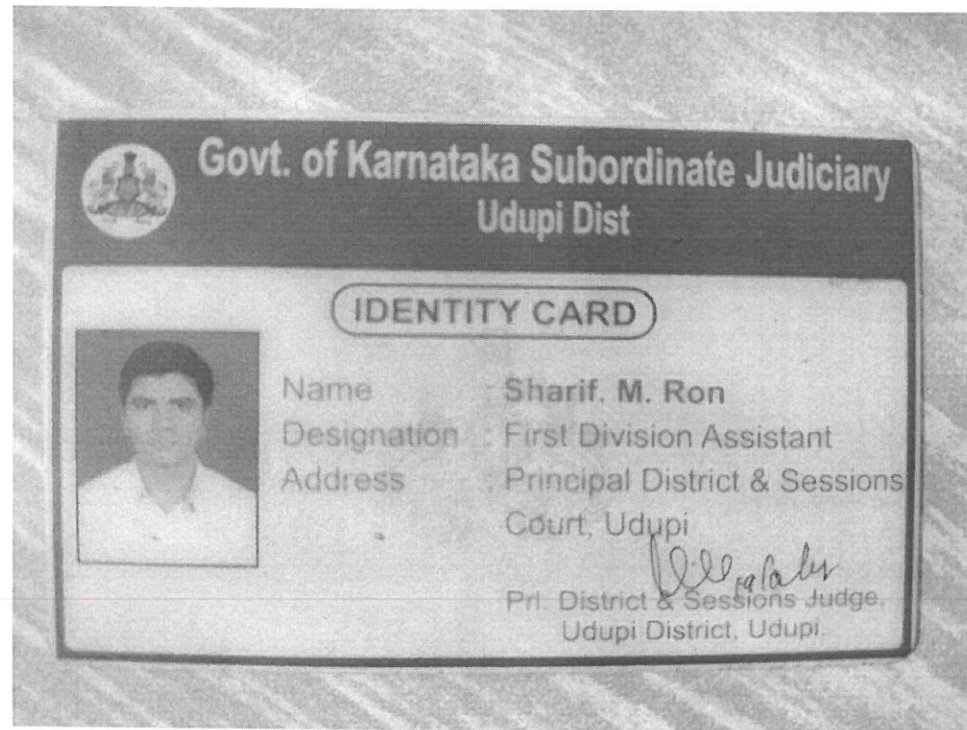 Govt. of Karnataka Subordinate Judiciary
Udupi Dist
IDENTITY CARD
Name : Sharif. M. Ron
Designation : First Division Assistant
Address : Principal District & Sessions
Court, Udupi
Prl. District & Sessions Judge,
Udupi District, Udupi.